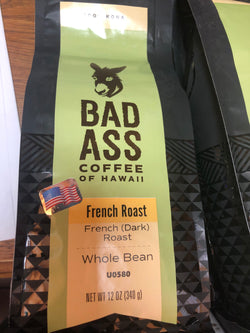 BAD
ASS
COFFEE
OF HAWAII
French Roast
French (Dark)
Roast
Whole Bean
U0580
NET WT 12 OZ (340 g)